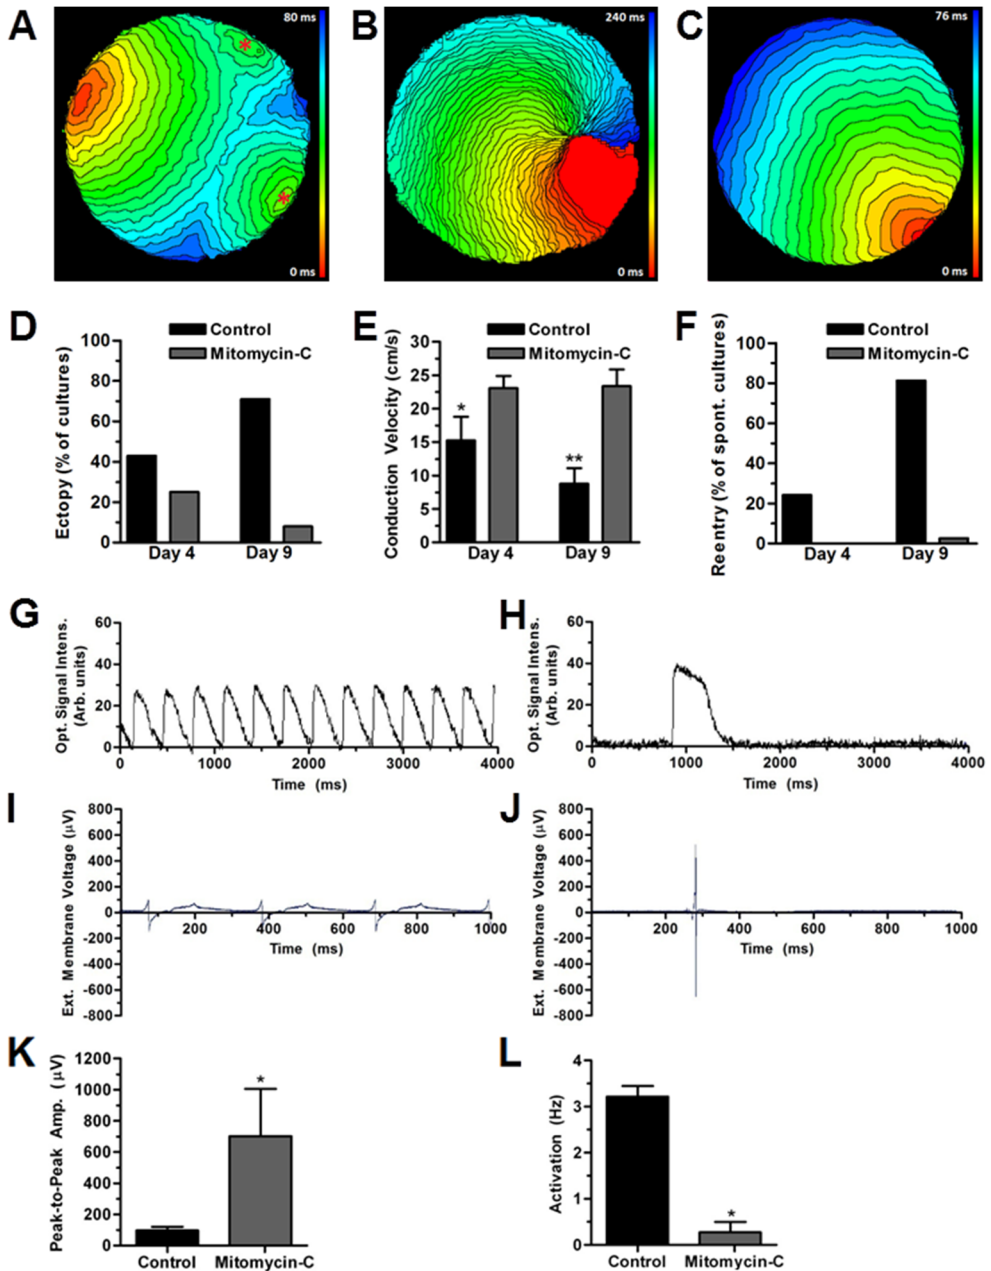 A
80 ms
*
*
0 ms
B
240 ms
0 ms
C
76 ms
0 ms
D
Control
Mitomycin-C
Ectopy (% of cultures)
100
80
60
40
20
0
Day 4
Day 9
E
Control
Mitomycin-C
Conduction Velocity (cm/s)
30
25
20
15
10
5
0
*
**
Day 4
Day 9
F
Control
Mitomycin-C
Reentry (% of spont. cultures)
100
80
60
40
20
0
Day 4
Day 9
G
Opt. Signal Intens.
(Arb. units)
60
40
20
0
0
1000
2000
3000
4000
Time (ms)
H
Opt. Signal Intens.
(Arb. units)
60
40
20
0
0
1000
2000
3000
4000
Time (ms)
I
Ext. Membrane Voltage (μV)
800
600
400
200
0
-200
-400
-600
-800
200
400
600
800
1000
Time (ms)
J
Ext. Membrane Voltage (μV)
800
600
400
200
0
-200
-400
-600
-800
200
400
600
800
1000
Time (ms)
K
Peak-to-Peak Amp. (μV)
1200
1000
800
600
400
200
0
*
Control
Mitomycin-C
L
Activation (Hz)
4
3
2
1
0
*
Control
Mitomycin-C